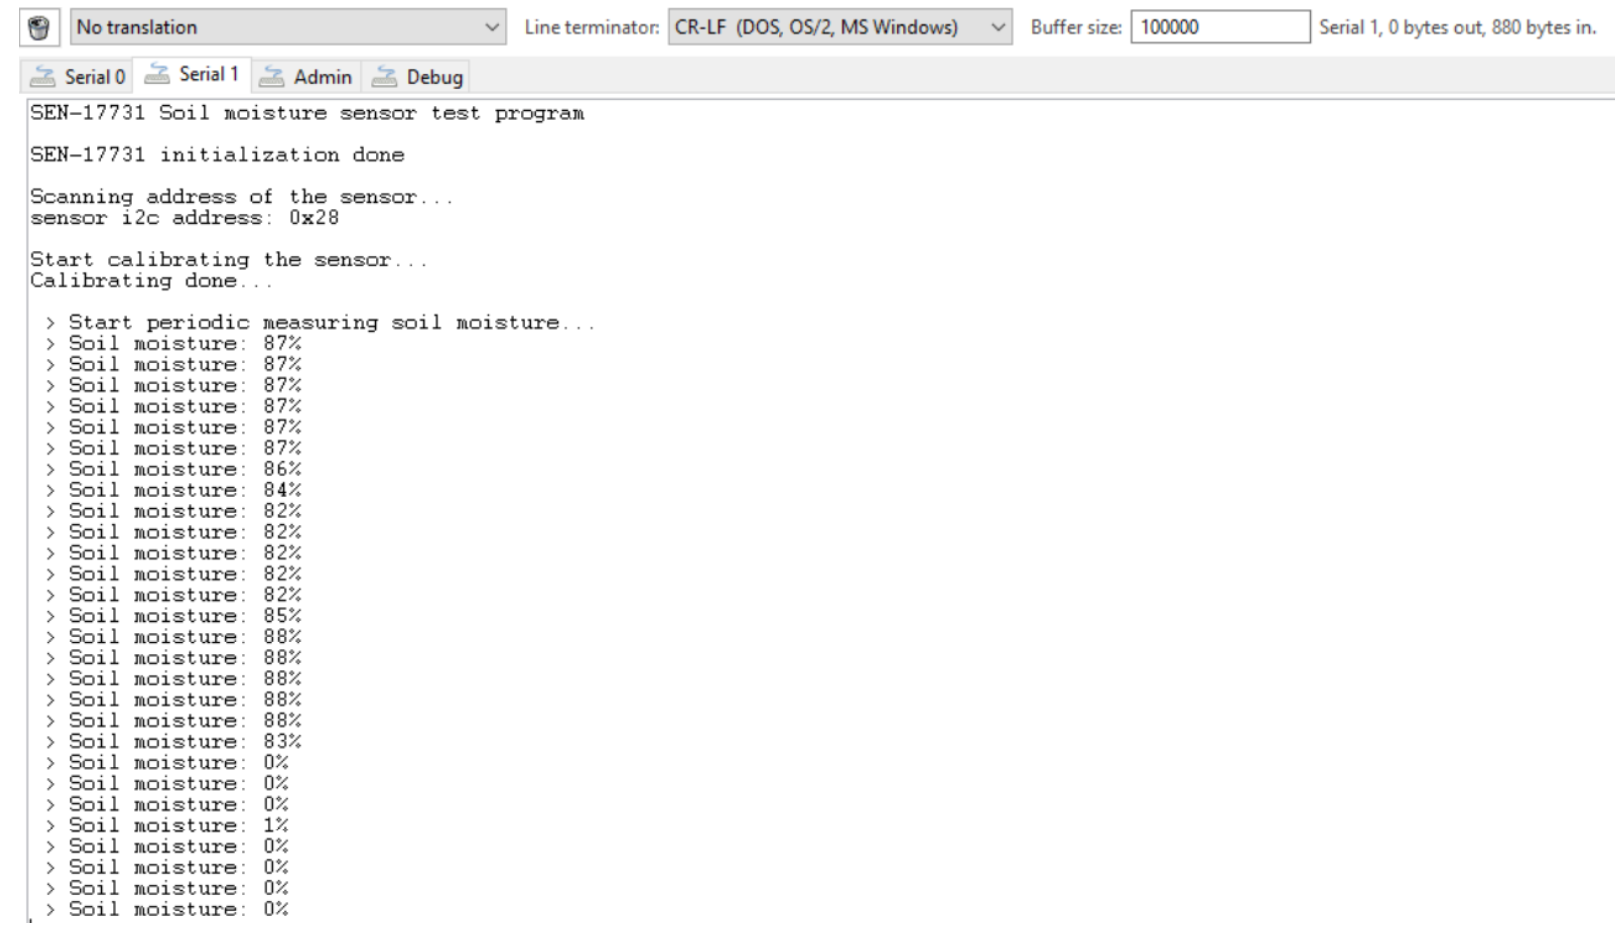 No translation Line terminator: CR-LF (DOS, OS/2, MS Windows) Buffer size: 100000 Serial 1, 0 bytes out, 880 bytes in.
Serial 0 Serial 1 Admin Debug
SEN-17731 Soil moisture sensor test program
SEN-17731 initialization done
Scanning address of the sensor...
sensor i2c address: 0x28
Start calibrating the sensor...
Calibrating done...
> Start periodic measuring soil moisture...
> Soil moisture: 87%
> Soil moisture: 87%
> Soil moisture: 87%
> Soil moisture: 87%
> Soil moisture: 87%
> Soil moisture: 87%
> Soil moisture: 86%
> Soil moisture: 84%
> Soil moisture: 82%
> Soil moisture: 82%
> Soil moisture: 82%
> Soil moisture: 82%
> Soil moisture: 82%
> Soil moisture: 85%
> Soil moisture: 88%
> Soil moisture: 88%
> Soil moisture: 88%
> Soil moisture: 88%
> Soil moisture: 88%
> Soil moisture: 83%
> Soil moisture: 0%
> Soil moisture: 0%
> Soil moisture: 0%
> Soil moisture: 1%
> Soil moisture: 0%
> Soil moisture: 0%
> Soil moisture: 0%
> Soil moisture: 0%